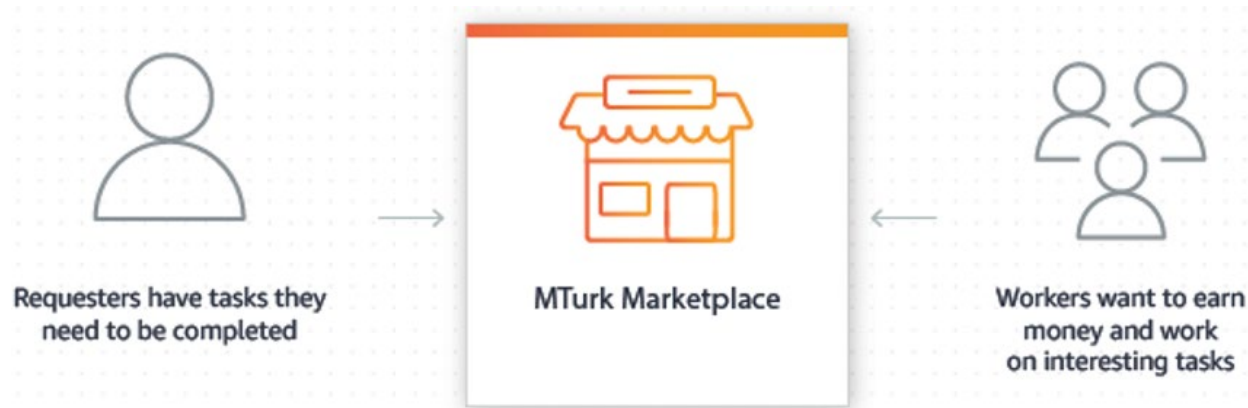 Requesters have tasks they
need to be completed
MTurk Marketplace
Workers want to earn
money and work
on interesting tasks